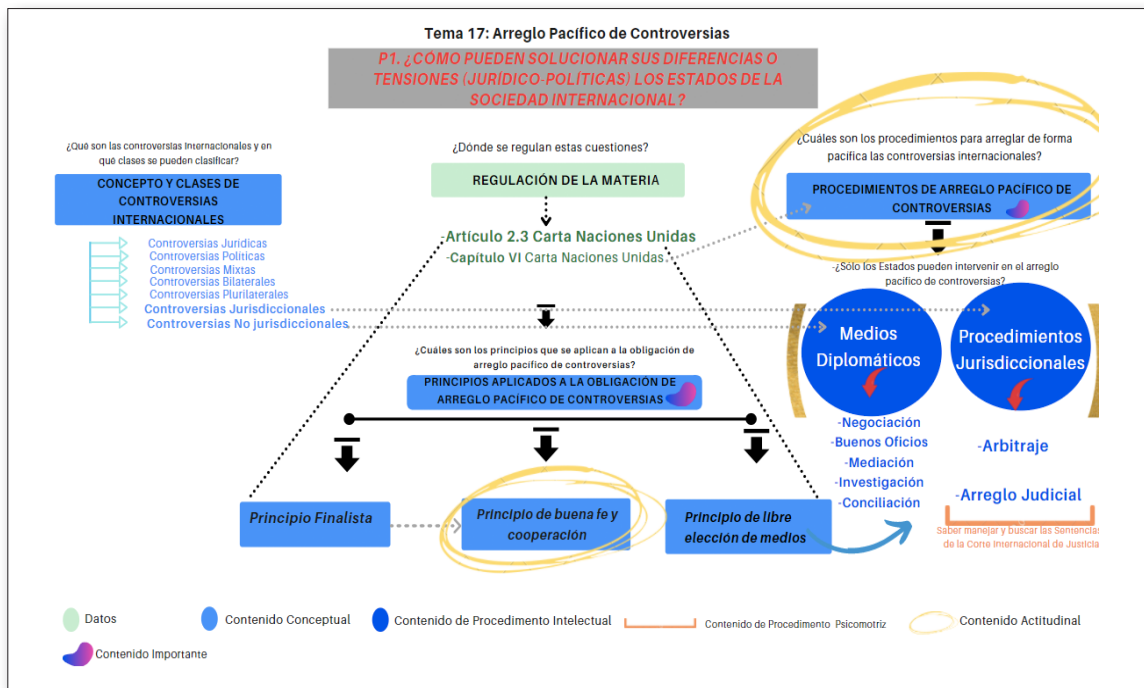 Tema 17: Arreglo Pacífico de Controversias
P1. ¿CÓMO PUEDEN SOLUCIONAR SUS DIFERENCIAS O
TENSIONES (JURÍDICO-POLÍTICAS) LOS ESTADOS DE LA
SOCIEDAD INTERNACIONAL?
¿Qué son las controversias internacionales y en
qué clases se pueden clasificar?
CONCEPTO Y CLASES DE
CONTROVERSIAS
INTERNACIONALES
Controversias Jurídicas
Controversias Políticas
Controversias Mixtas
Controversias Bilaterales
Controversias Plurilaterales
Controversias Jurisdiccionales
Controversias No jurisdiccionales
¿Dónde se regulan estas cuestiones?
REGULACIÓN DE LA MATERIA
-Artículo 2.3 Carta Naciones Unidas
-Capítulo VI Carta Naciones Unidas
¿Cuáles son los principios que se aplican a la obligación de
arreglo pacífico de controversias?
PRINCIPIOS APLICADOS A LA OBLIGACIÓN DE
ARREGLO PACÍFICO DE CONTROVERSIAS
Principio Finalista
Principio de buena fe y
cooperación
Principio de libre
elección de medios
¿Cuáles son los procedimientos para arreglar de forma
pacífica las controversias internacionales?
PROCEDIMIENTOS DE ARREGLO PACÍFICO DE
CONTROVERSIAS
-¿Sólo los Estados pueden intervenir en el arreglo
pacífico de controversias?
Medios
Diplomáticos
-Negociación
-Buenos Oficios
-Mediación
-Investigación
-Conciliación
Procedimientos
Jurisdiccionales
-Arbitraje
-Arreglo Judicial
Saber manejar y buscar las Sentencias
de la Corte Internacional de Justicia
Datos
Contenido Conceptual
Contenido de Procedimento Intelectual
Contenido de Procedimento Psicomotriz
Contenido Actitudinal
Contenido Importante